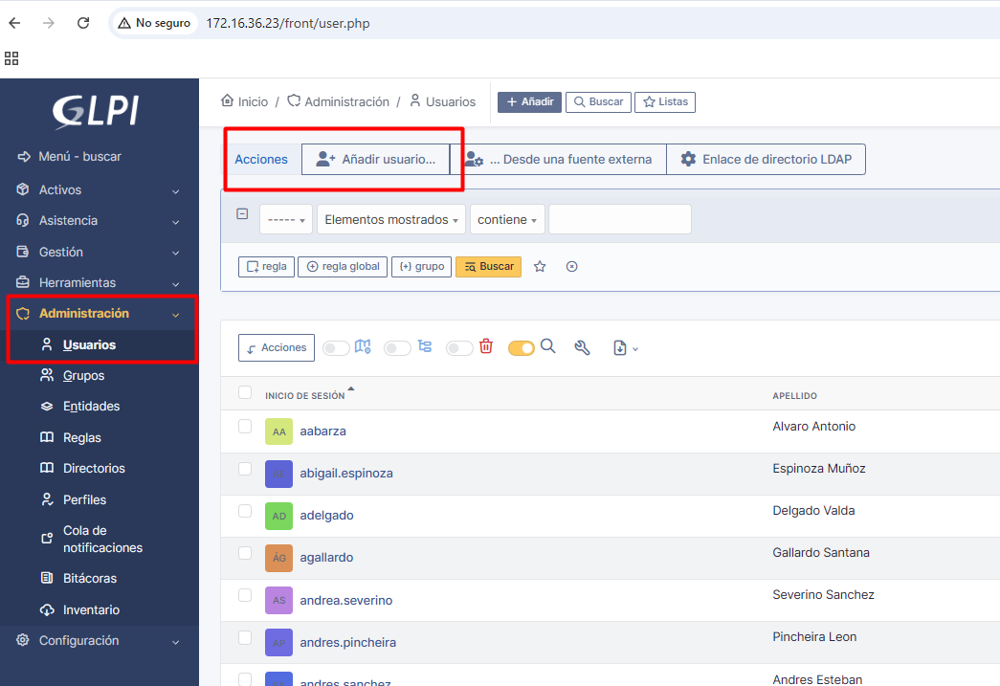 No seguro 172.16.36.23/front/user.php
GLPI
Menú - buscar
Activos
Asistencia
Gestión
Herramientas
Administración
Usuarios
Grupos
Entidades
Reglas
Directorios
Perfiles
Cola de
notificaciones
Bitácoras
Inventario
Configuración
Inicio / Administración / Usuarios + Añadir Buscar Listas
Acciones Añadir usuario... ... Desde una fuente externa Enlace de directorio LDAP
----- Elementos mostrados contiene
regla regla global {+} grupo Buscar
Acciones
INICIO DE SESIÓN APELLIDO
AA aabarza Alvaro Antonio
AE abigail.espinoza Espinoza Muñoz
AD adelgado Delgado Valda
ÁG agallardo Gallardo Santana
AS andrea.severino Severino Sanchez
AP andres.pincheira Pincheira Leon
andres.sanchez Andres Esteban